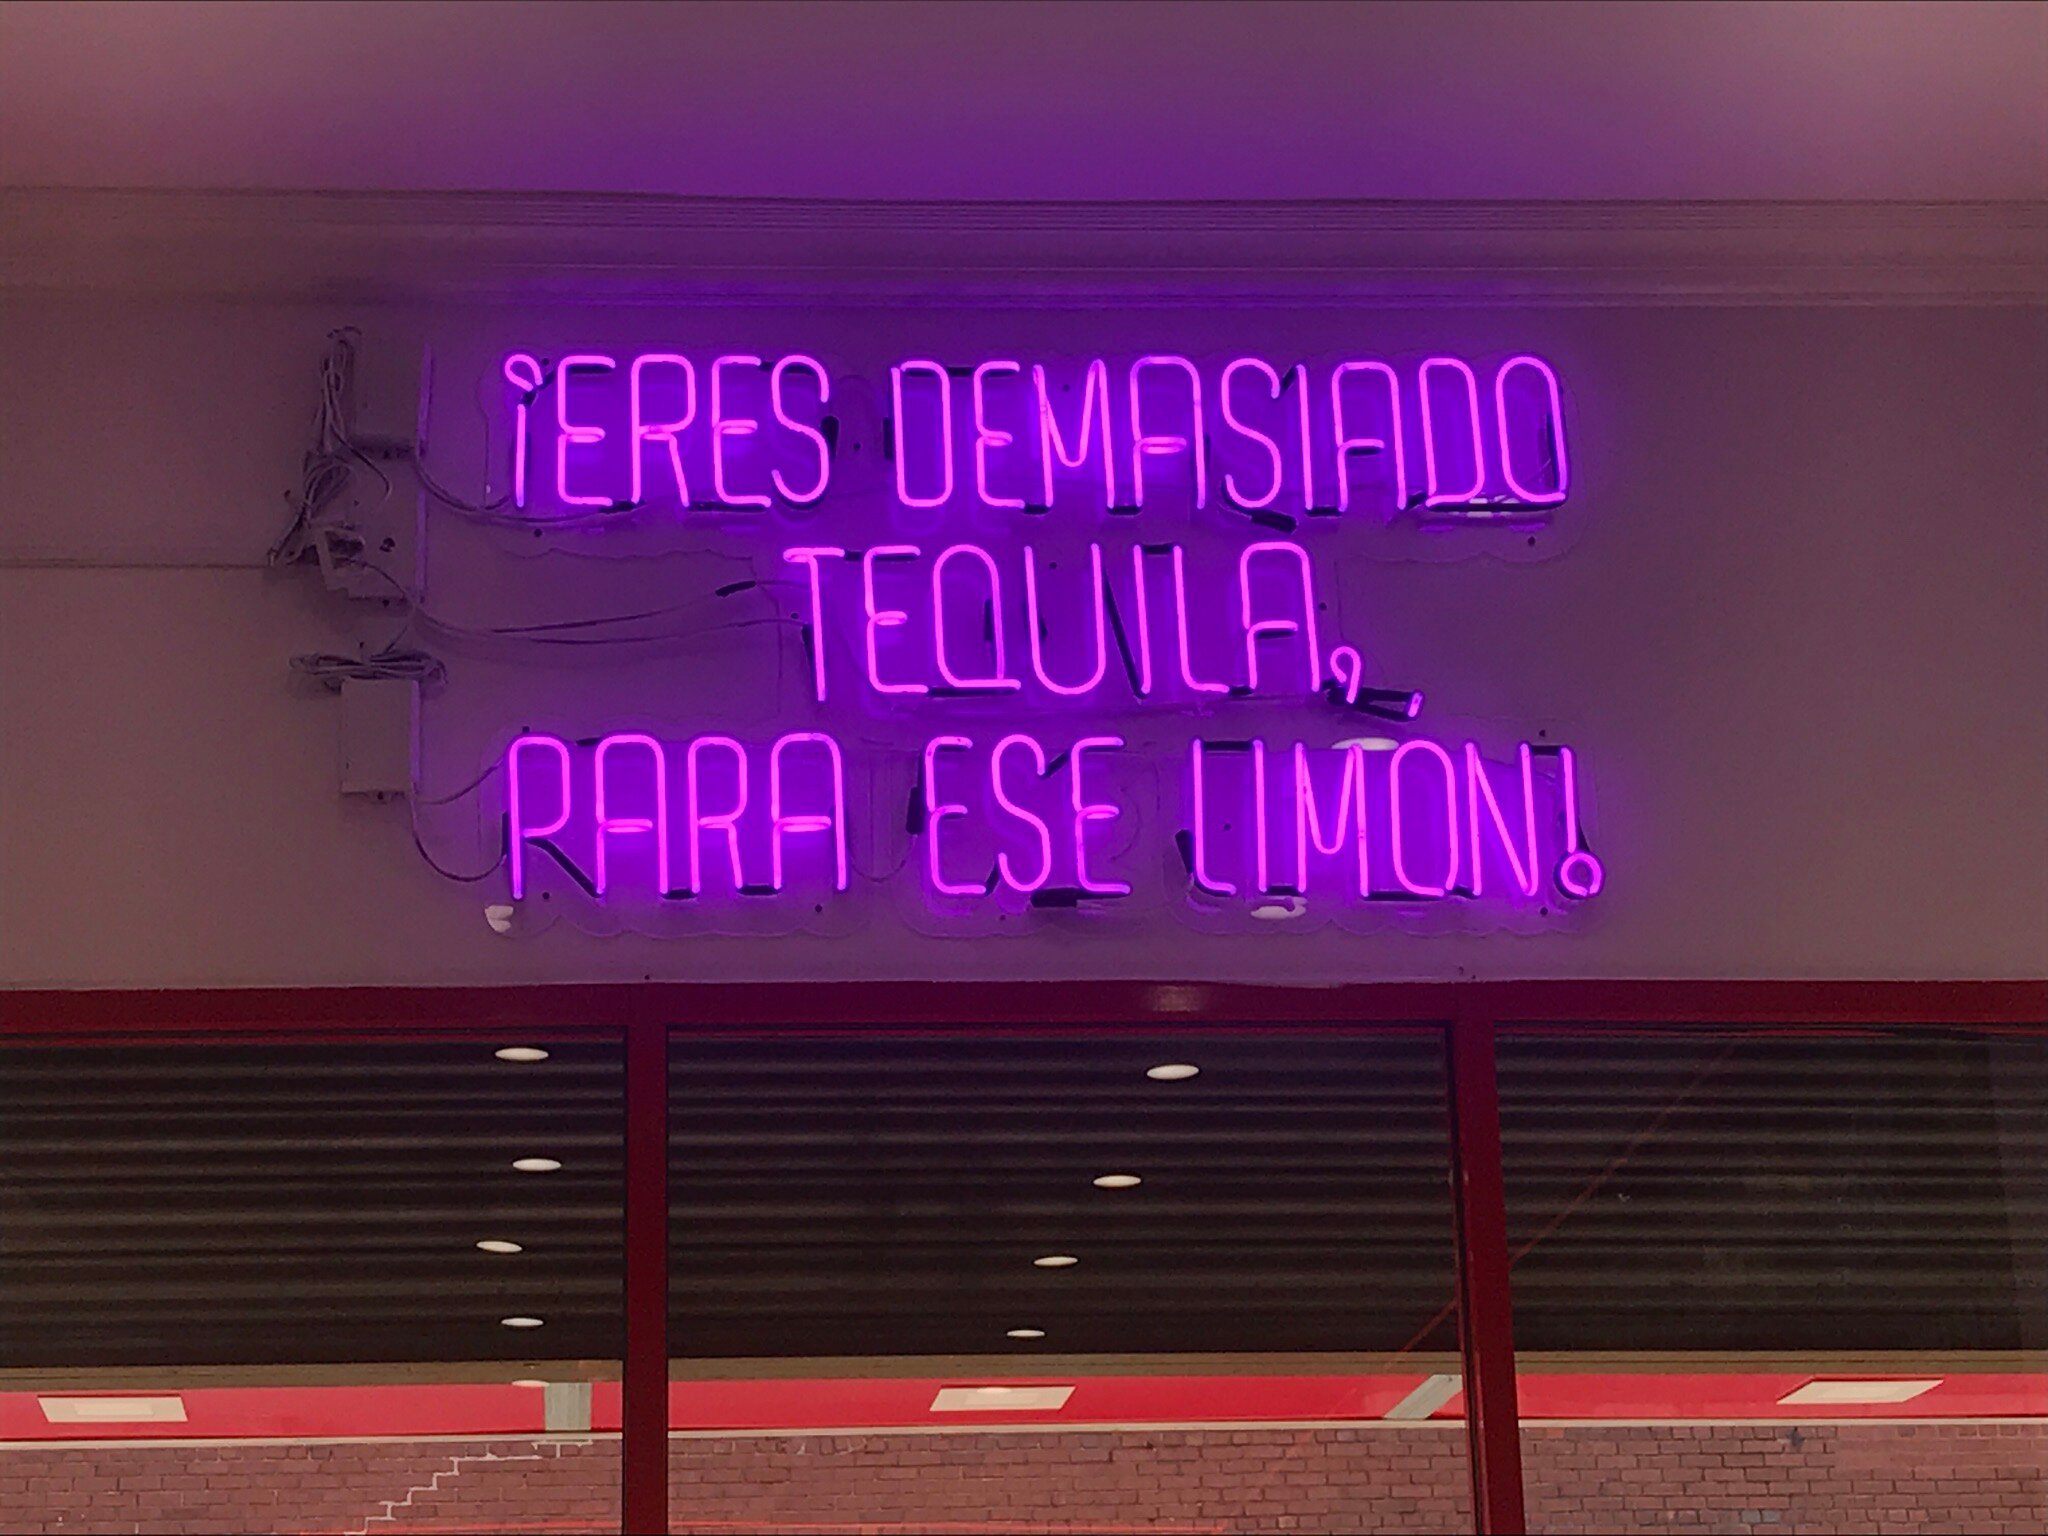 ¡ERES DEMASIADO
TEQUILA,
PARA ESE LIMON!